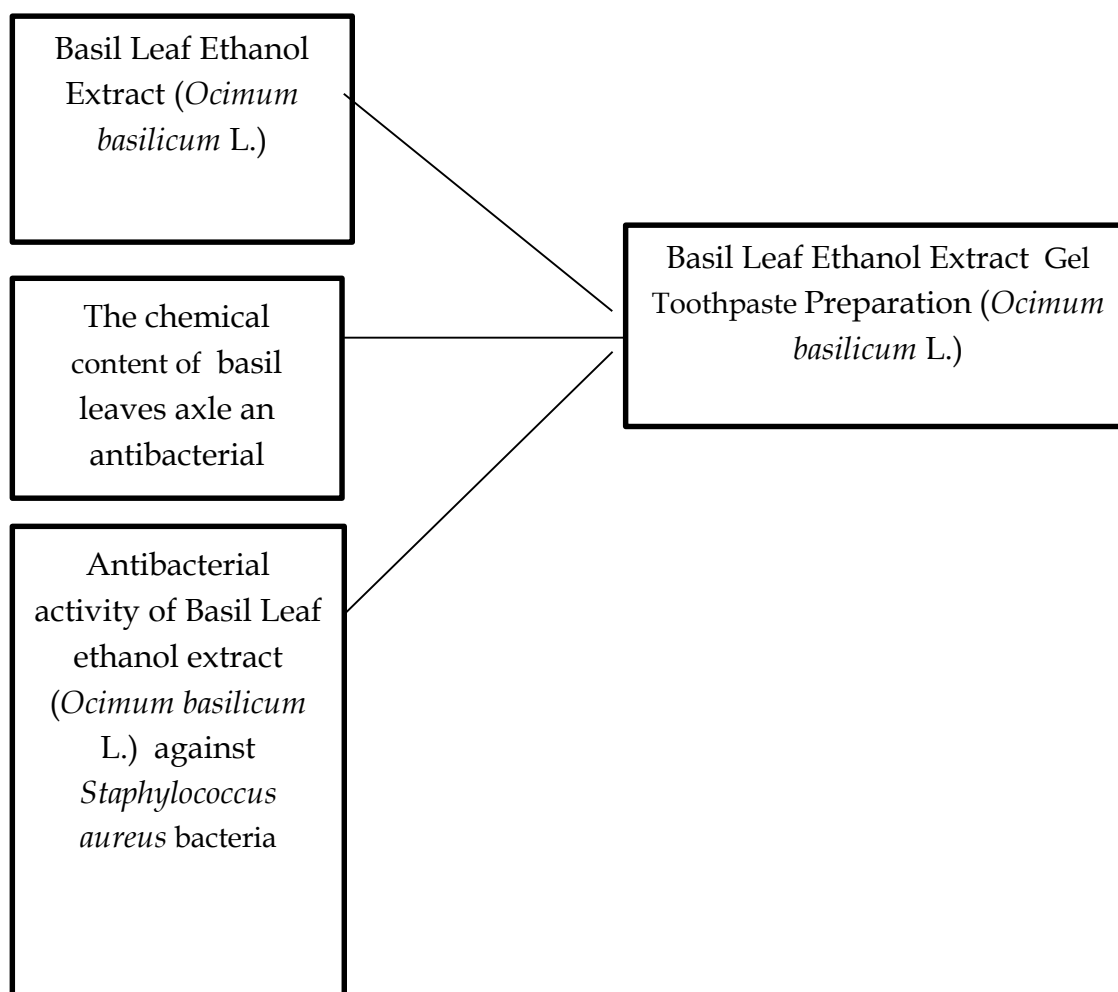 Basil Leaf Ethanol
Extract (Ocimum
basilicum L.)
The chemical
content of basil
leaves axle an
antibacterial
Antibacterial
activity of Basil Leaf
ethanol extract
(Ocimum basilicum
L.) against
Staphylococcus
aureus bacteria
Basil Leaf Ethanol Extract Gel
Toothpaste Preparation (Ocimum
basilicum L.)